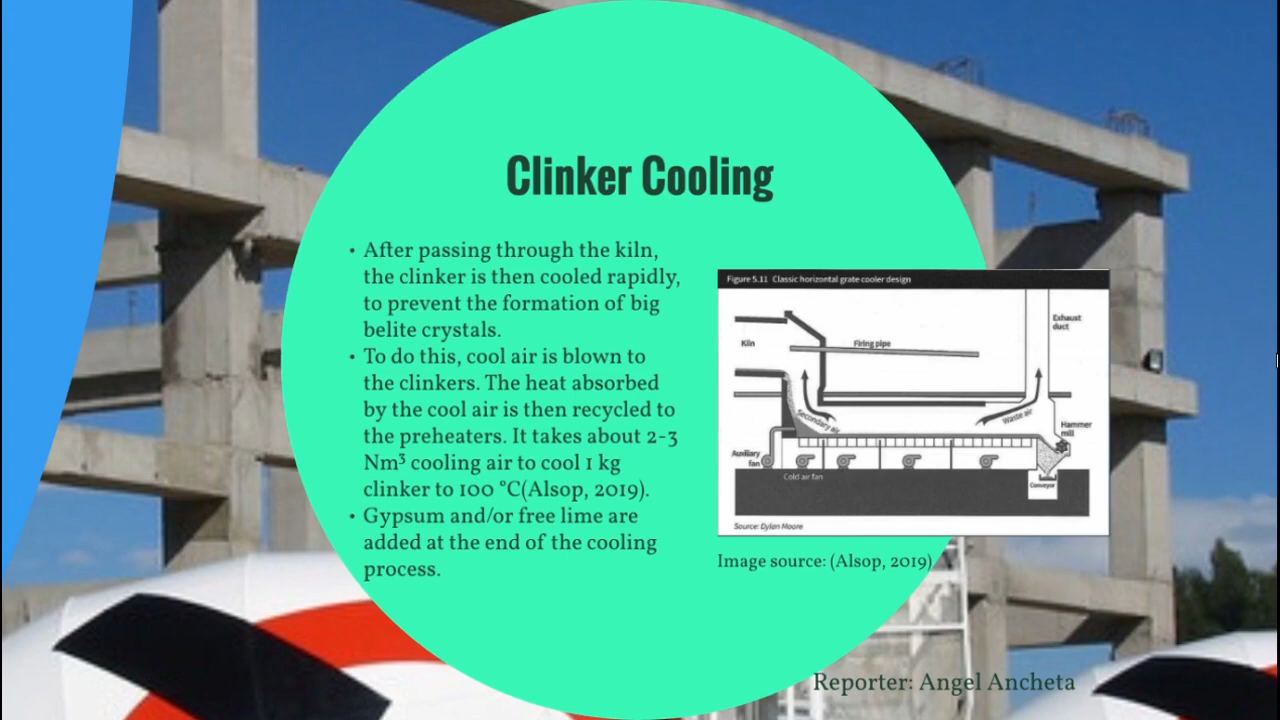 Clinker Cooling
• After passing through the kiln,
the clinker is then cooled rapidly,
to prevent the formation of big
belite crystals.
• To do this, cool air is blown to
the clinkers. The heat absorbed
by the cool air is then recycled to
the preheaters. It takes about 2-3
Nm³ cooling air to cool 1 kg
clinker to 100 °C(Alsop, 2019).
• Gypsum and/or free lime are
added at the end of the cooling
process.
Figure 5.11 Classic horizontal grate cooler design
Exhaust
duct
Kiln
Firing pipe
Secondary air
Waste air
Hammer
mill
Auxiliary
fan
Cold air fan
Conveyor
Source: Dylan Moore
Image source: (Alsop, 2019)
Reporter: Angel Ancheta